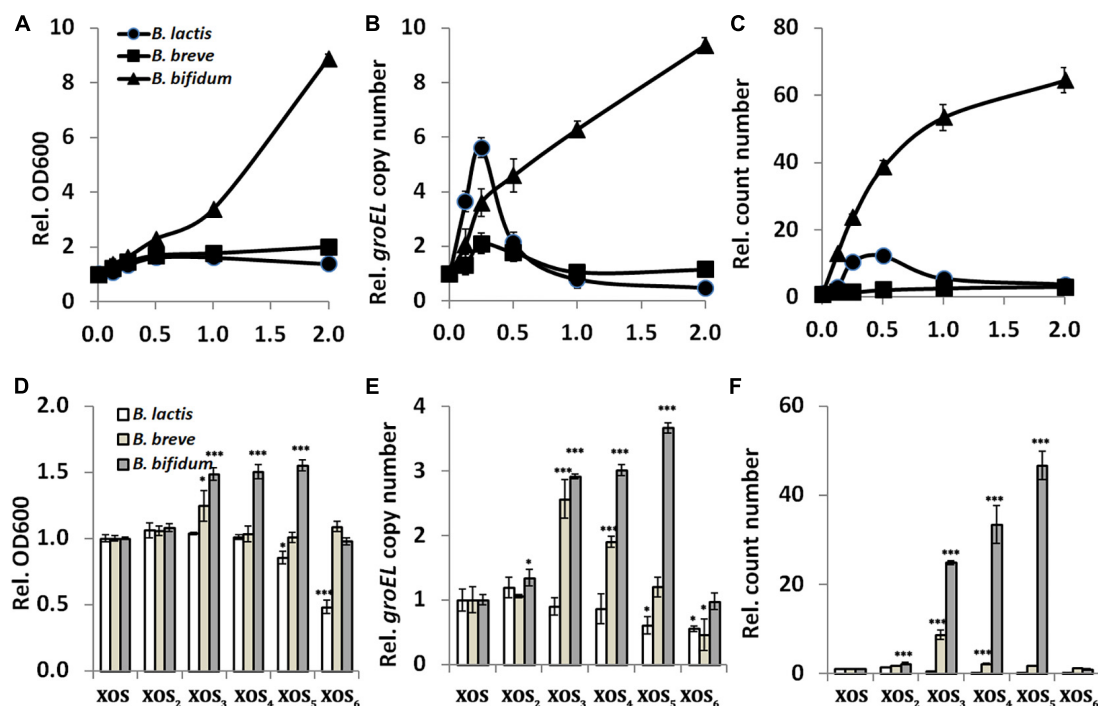 A
Rel. OD600
10
8
6
4
2
0
0.0 0.5 1.0 1.5 2.0
B. lactis
B. breve
B. bifidum
B
Rel. groEL copy number
10
8
6
4
2
0
0.0 0.5 1.0 1.5 2.0
C
Rel. count number
80
60
40
20
0
0.0 0.5 1.0 1.5 2.0
D
Rel. OD600
2.0
1.5
1.0
0.5
0.0
B. lactis
B. breve
B. bifidum
* *** *** * *** ***
XOS XOS2 XOS3 XOS4 XOS5 XOS6
E
Rel. groEL copy number
4
3
2
1
0
* *** *** *** *** * *** * *
XOS XOS2 XOS3 XOS4 XOS5 XOS6
F
Rel. count number
60
40
20
0
*** *** *** *** *** ***
XOS XOS2 XOS3 XOS4 XOS5 XOS6